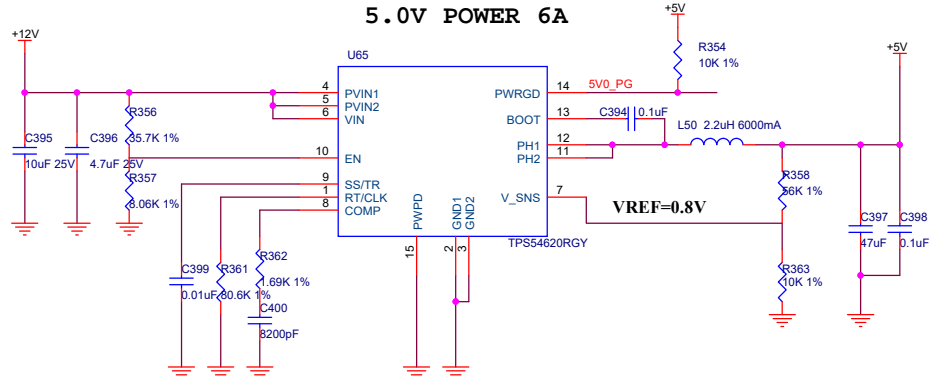 5.0V POWER 6A
+12V
+5V
+5V
U65
R354
10K 1%
5V0_PG
4 PVIN1
5 PVIN2
6 VIN
PWRGD 14
BOOT 13
C394 0.1uF
L50 2.2uH 6000mA
PH1 12
PH2 11
R356
35.7K 1%
C395
10uF 25V
C396
4.7uF 25V
10 EN
R357
8.06K 1%
9 SS/TR
1 RT/CLK
8 COMP
V_SNS 7
VREF=0.8V
R358
56K 1%
C397
47uF
C398
0.1uF
PWPD
GND1
GND2
TPS54620RGY
15
2
3
C399
0.01uF
R361
80.6K 1%
R362
1.69K 1%
C400
8200pF
R363
10K 1%